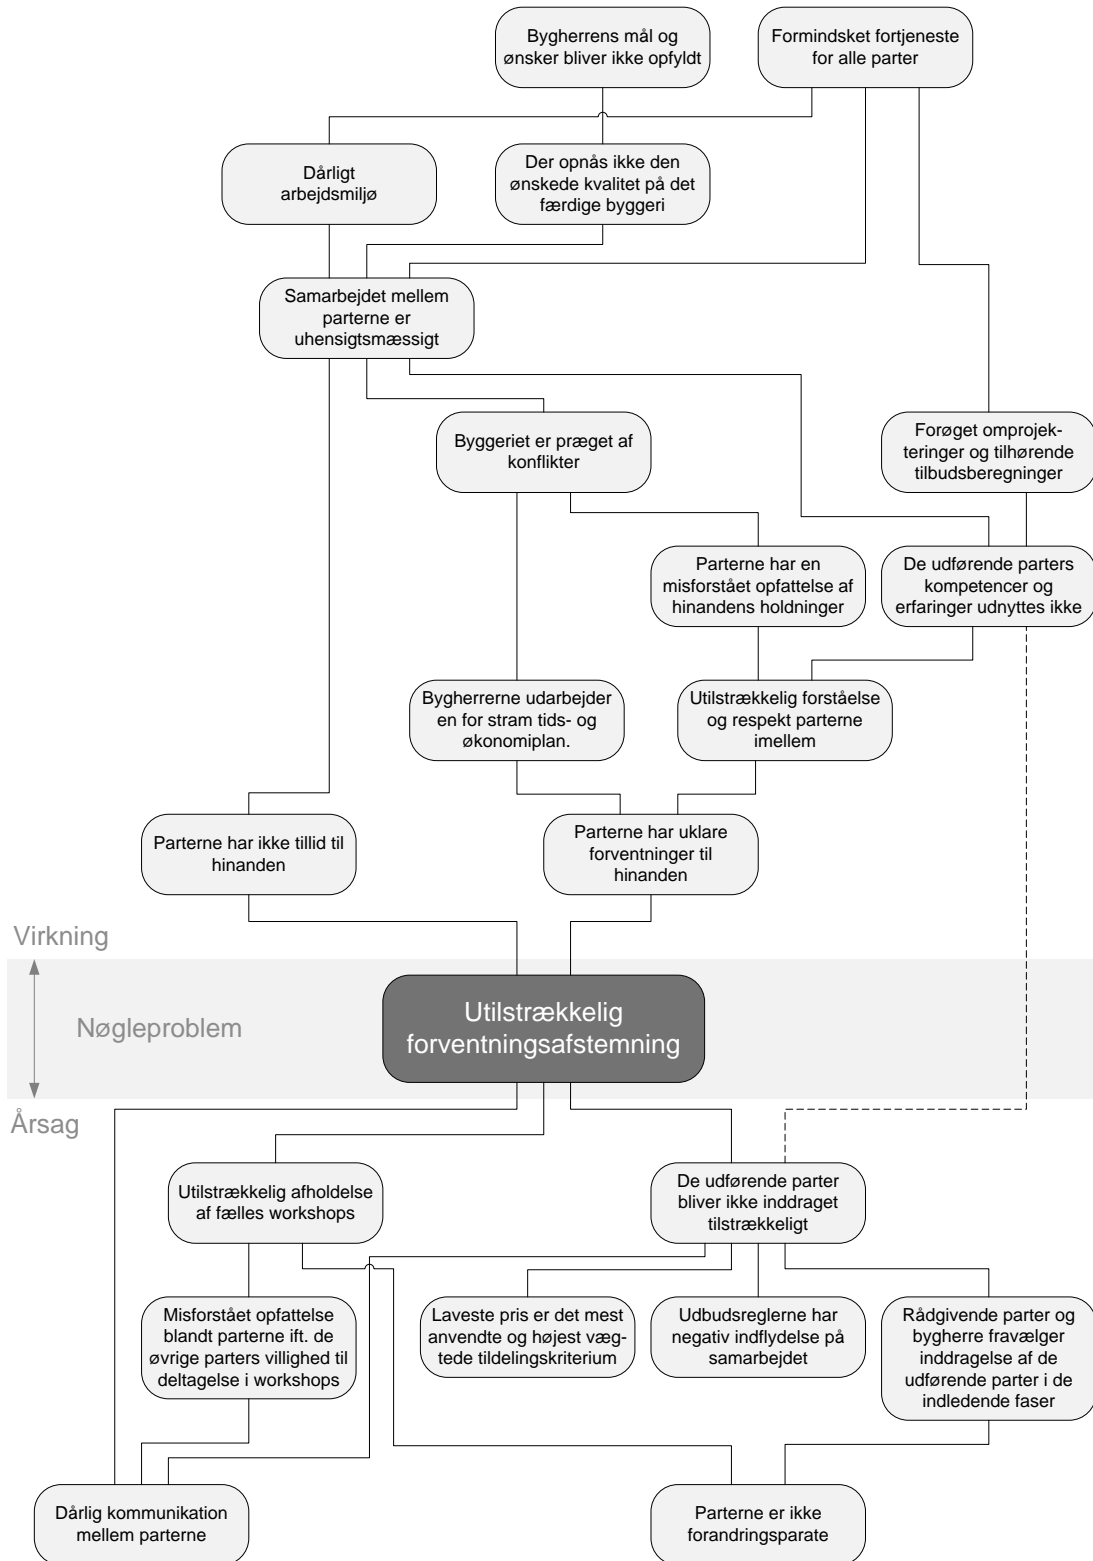 Bygherrens mål og
ønsker bliver ikke opfyldt
Formindsket fortjeneste
for alle parter
Dårligt
arbejdsmiljø
Der opnås ikke den
ønskede kvalitet på det
færdige byggeri
Samarbejdet mellem
parterne er
uhensigtsmæssigt
Byggeriet er præget af
konflikter
Forøget omprojek-
teringer og tilhørende
tilbudsberegninger
Parterne har en
misforstået opfattelse af
hinandens holdninger
De udførende parters
kompetencer og
erfaringer udnyttes ikke
Bygherrerne udarbejder
en for stram tids- og
økonomiplan.
Utilstrækkelig forståelse
og respekt parterne
imellem
Parterne har ikke tillid til
hinanden
Parterne har uklare
forventninger til
hinanden
Virkning
Nøgleproblem
Utilstrækkelig
forventningsafstemning
Årsag
Utilstrækkelig afholdelse
af fælles workshops
De udførende parter
bliver ikke inddraget
tilstrækkeligt
Misforstået opfattelse
blandt parterne ift. de
øvrige parters villighed til
deltagelse i workshops
Laveste pris er det mest
anvendte og højest væg-
tede tildelingskriterium
Udbudsreglerne har
negativ indflydelse på
samarbejdet
Rådgivende parter og
bygherre fravælger
inddragelse af de
udførende parter i de
indledende faser
Dårlig kommunikation
mellem parterne
Parterne er ikke
forandringsparate